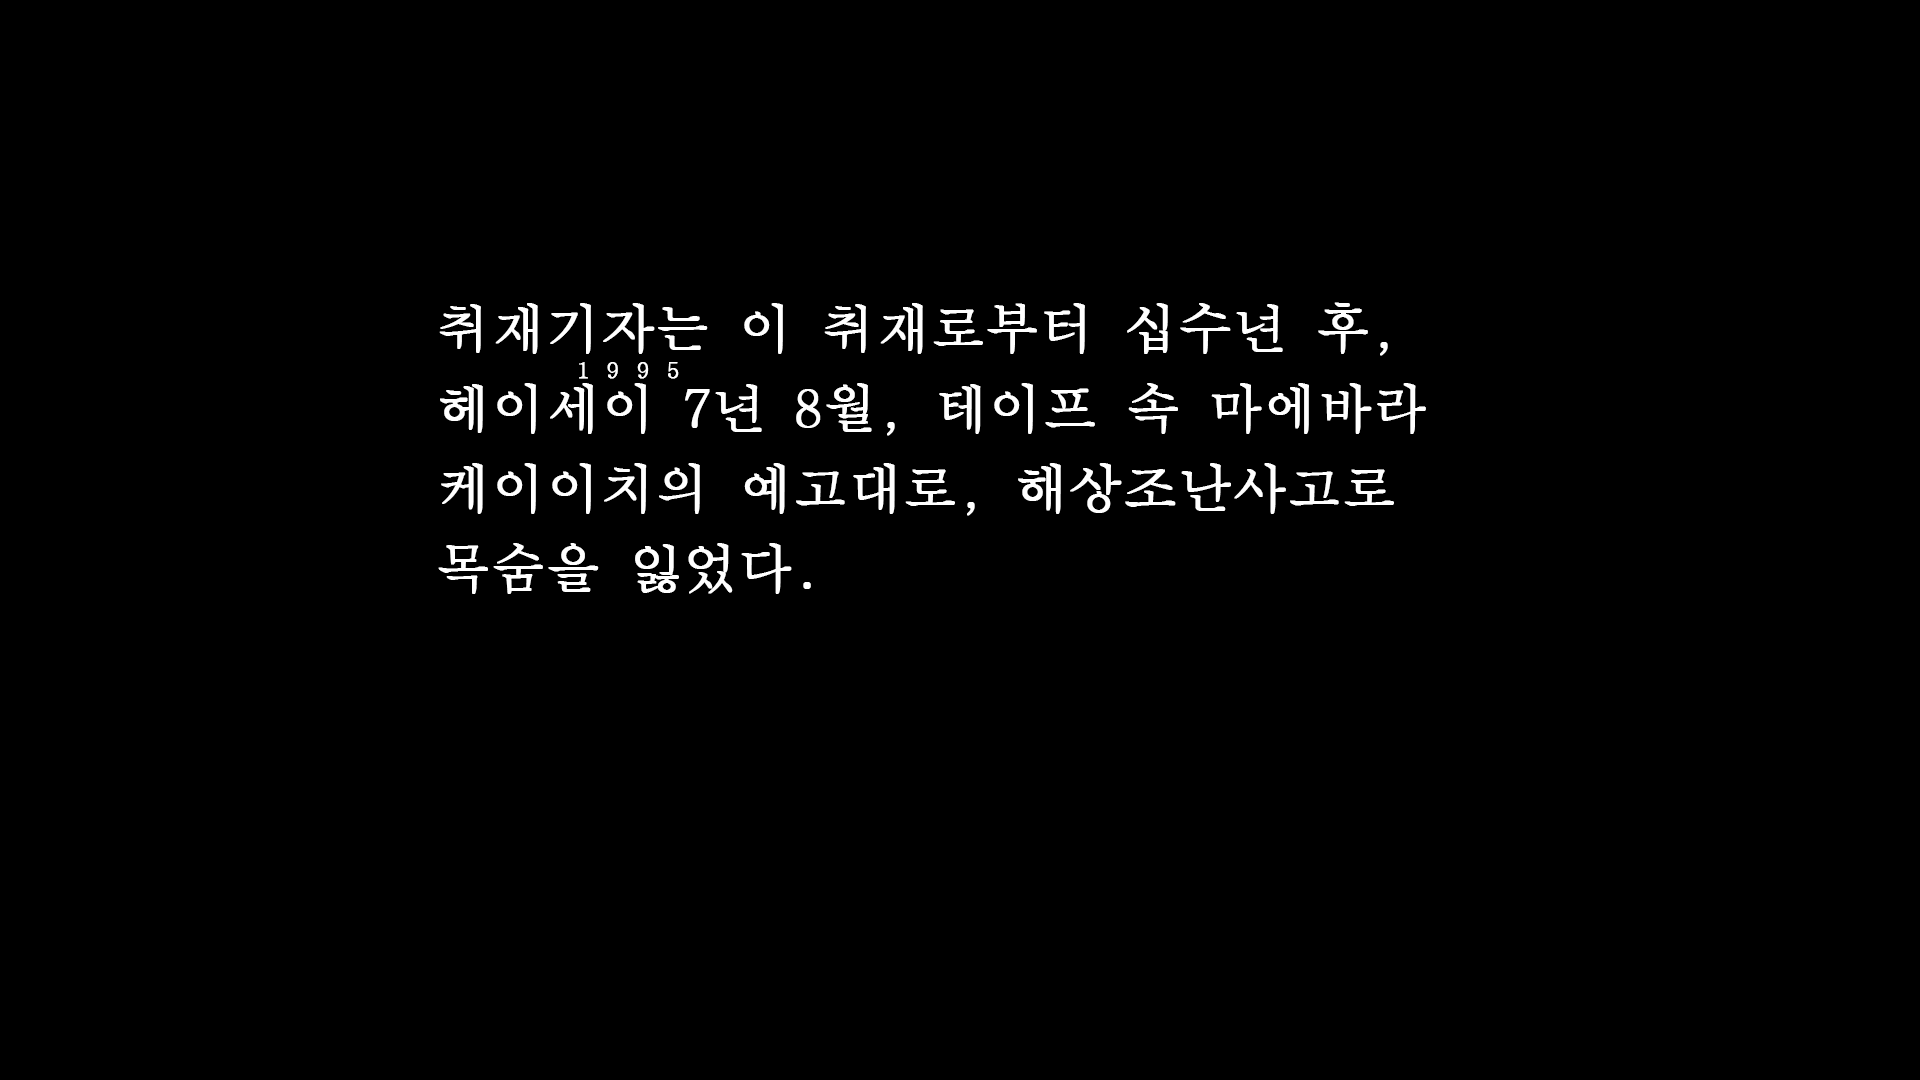 취재기자는 이 취재로부터 십수년 후,
1995
헤이세이 7년 8월, 테이프 속 마에바라
케이이치의 예고대로, 해상조난사고로
목숨을 잃었다.